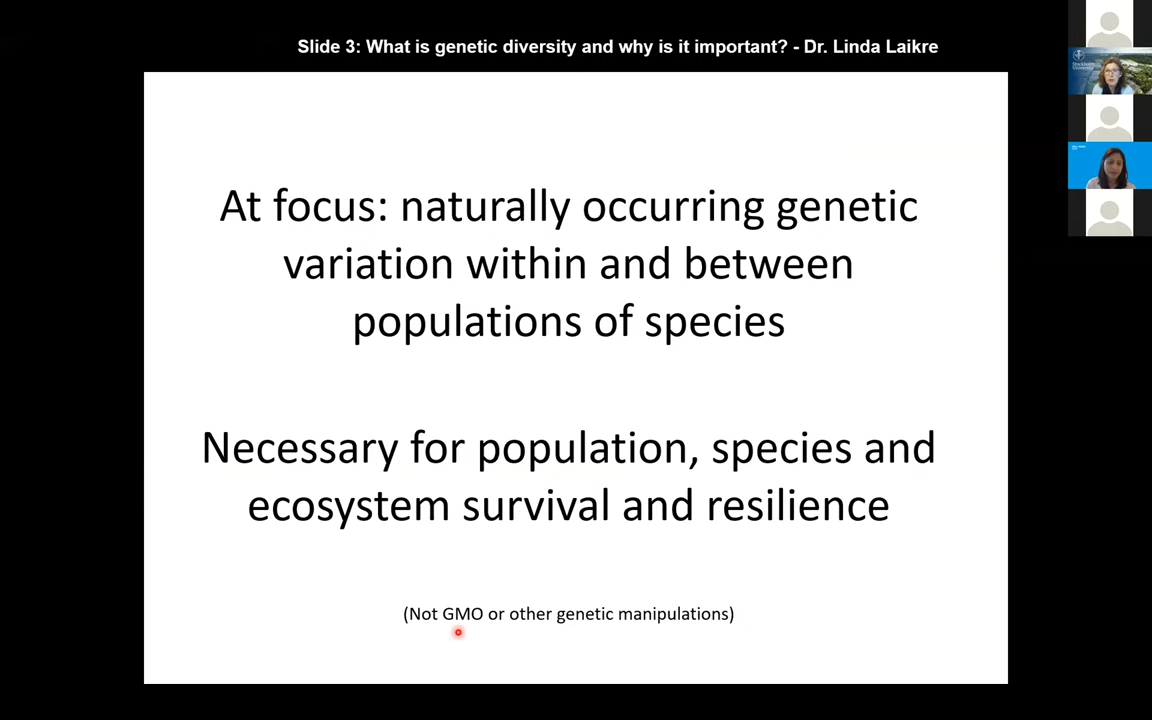 Slide 3: What is genetic diversity and why is it important? - Dr. Linda Laikre
At focus: naturally occurring genetic
variation within and between
populations of species
Necessary for population, species and
ecosystem survival and resilience
(Not GMO or other genetic manipulations)
Stockholm
University